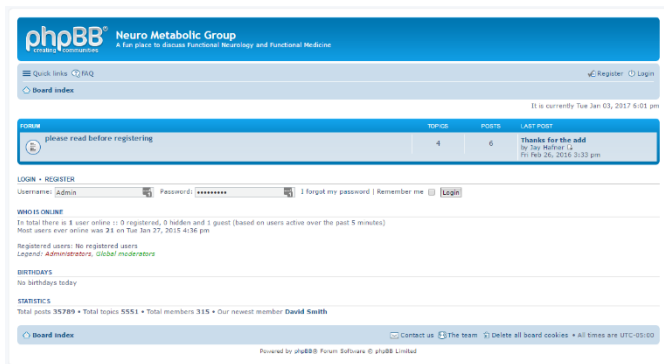 phpBB®
creating communities
Neuro Metabolic Group
A fun place to discuss Functional Neurology and Functional Medicine
Quick links FAQ
Register Login
Board index
It is currently Tue Jan 03, 2017 6:01 pm
FORUM TOPICS POSTS LAST POST
please read before registering
4
6
Thanks for the add
by Jay Hafner
Fri Feb 26, 2016 3:33 pm
LOGIN • REGISTER
Username: Admin Password: ••••••••• I forgot my password | Remember me Login
WHO IS ONLINE
In total there is 1 user online :: 0 registered, 0 hidden and 1 guest (based on users active over the past 5 minutes)
Most users ever online was 21 on Tue Jan 27, 2015 4:36 pm
Registered users: No registered users
Legend: Administrators, Global moderators
BIRTHDAYS
No birthdays today
STATISTICS
Total posts 35789 • Total topics 5551 • Total members 315 • Our newest member David Smith
Board index
Contact us The team Delete all board cookies • All times are UTC-05:00
Powered by phpBB® Forum Software © phpBB Limited